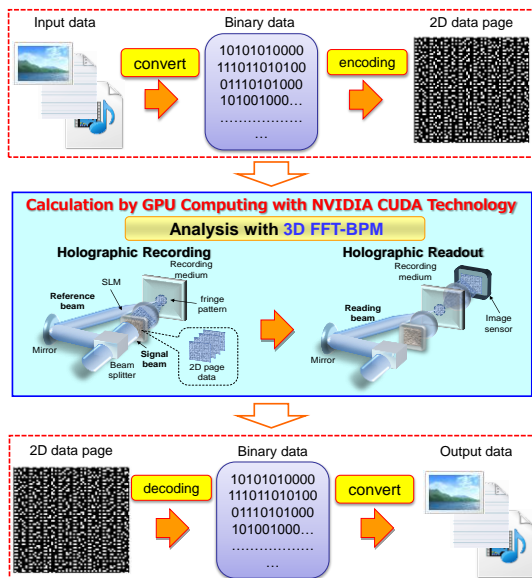 Input data
Binary data
2D data page
convert
10101010000
111011010100
01110101000
101001000...
..................
...
encoding
Calculation by GPU Computing with NVIDIA CUDA Technology
Analysis with 3D FFT-BPM
Holographic Recording
Recording
medium
SLM
Reference
beam
fringe
pattern
Mirror
Beam
splitter
Signal
beam
2D page
data
Holographic Readout
Recording
medium
Reading
beam
Image
sensor
Mirror
2D data page
Binary data
Output data
decoding
10101010000
111011010100
01110101000
101001000...
..................
...
convert